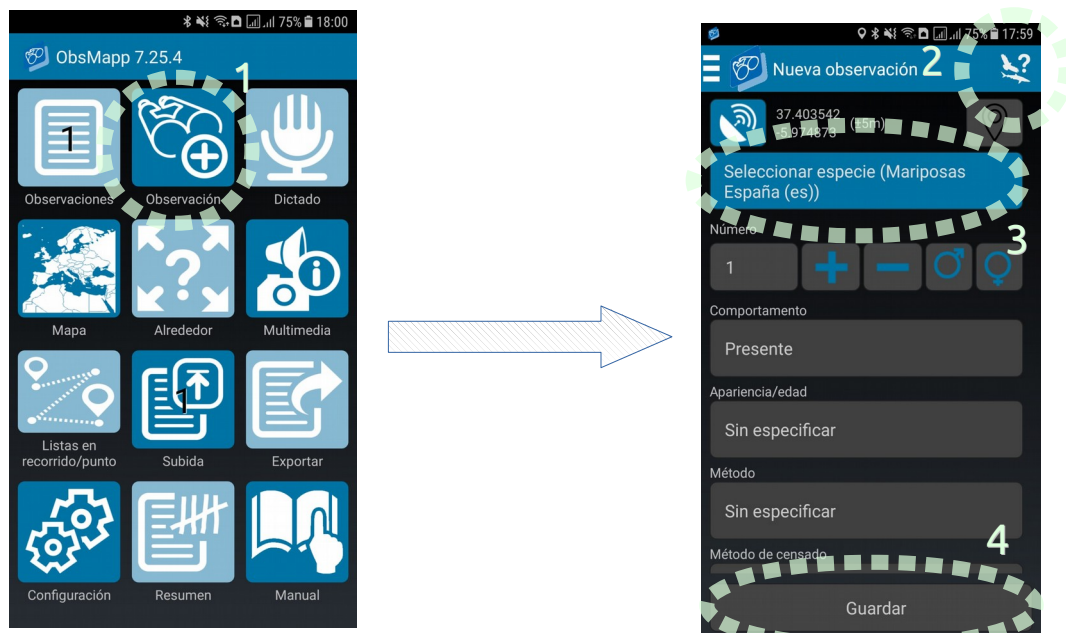 75% 18:00
ObsMapp 7.25.4
1
1
Observaciones
Observación
Dictado
Mapa
Alrededor
Multimedia
Listas en
recorrido/punto
1
Subida
Exportar
Configuración
Resumen
Manual
75% 17:59
Nueva observación
2
?
37.403542
-5.974873
(±5m)
Seleccionar especie (Mariposas
España (es))
3
Número
1
Comportamento
Presente
Apariencia/edad
Sin especificar
Método
Sin especificar
4
Método de censado
Guardar